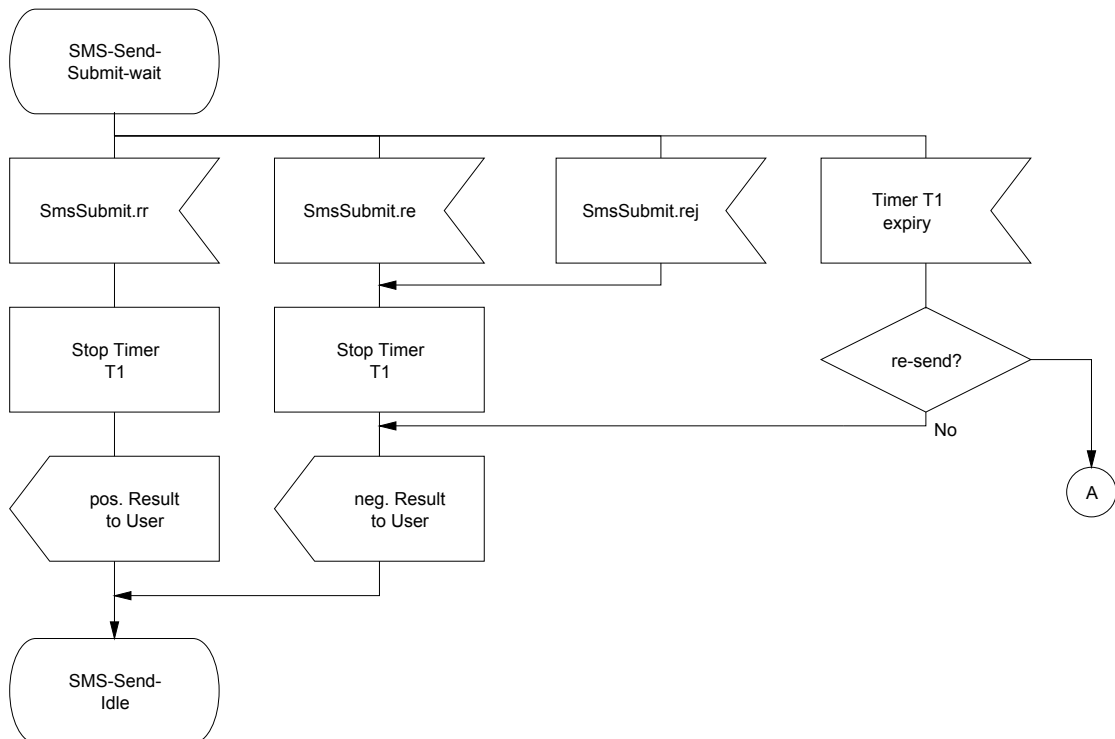 SMS-Send-
Submit-wait
SmsSubmit.rr
SmsSubmit.re
SmsSubmit.rej
Timer T1
expiry
Stop Timer
T1
Stop Timer
T1
re-send?
No
pos. Result
to User
neg. Result
to User
A
SMS-Send-
Idle